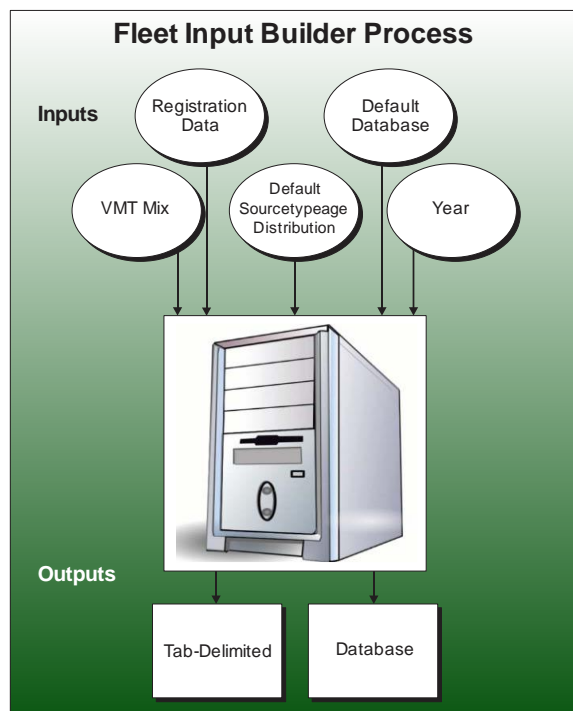 Fleet Input Builder Process
Inputs
Registration
Data
Default
Database
VMT Mix
Default
Sourcetypeage
Distribution
Year
Outputs
Tab-Delimited
Database